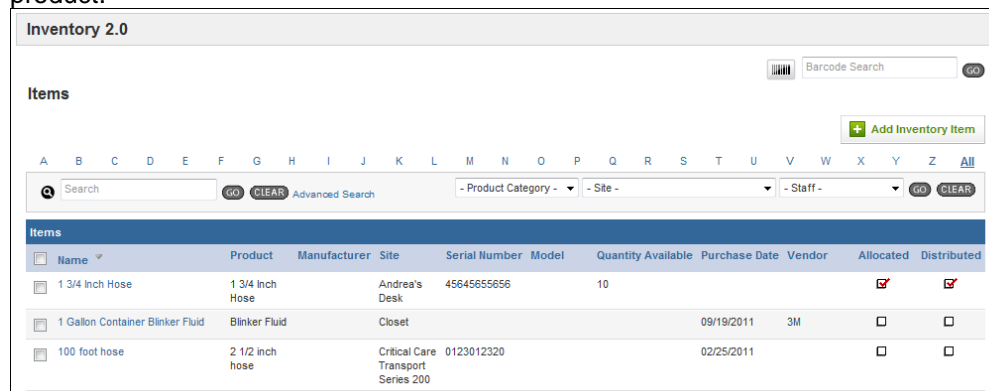 product.
Inventory 2.0
Barcode Search GO
Items
Add Inventory Item
A B C D E F G H I J K L M N O P Q R S T U V W X Y Z All
Search GO CLEAR Advanced Search - Product Category - - Site - - Staff - GO CLEAR
Items
Name Product Manufacturer Site Serial Number Model Quantity Available Purchase Date Vendor Allocated Distributed
1 3/4 Inch Hose 1 3/4 Inch Andrea's 45645655656 10
Hose Desk
1 Gallon Container Blinker Fluid Blinker Fluid Closet 09/19/2011 3M
100 foot hose 2 1/2 inch Critical Care 0123012320 02/25/2011
hose Transport
Series 200